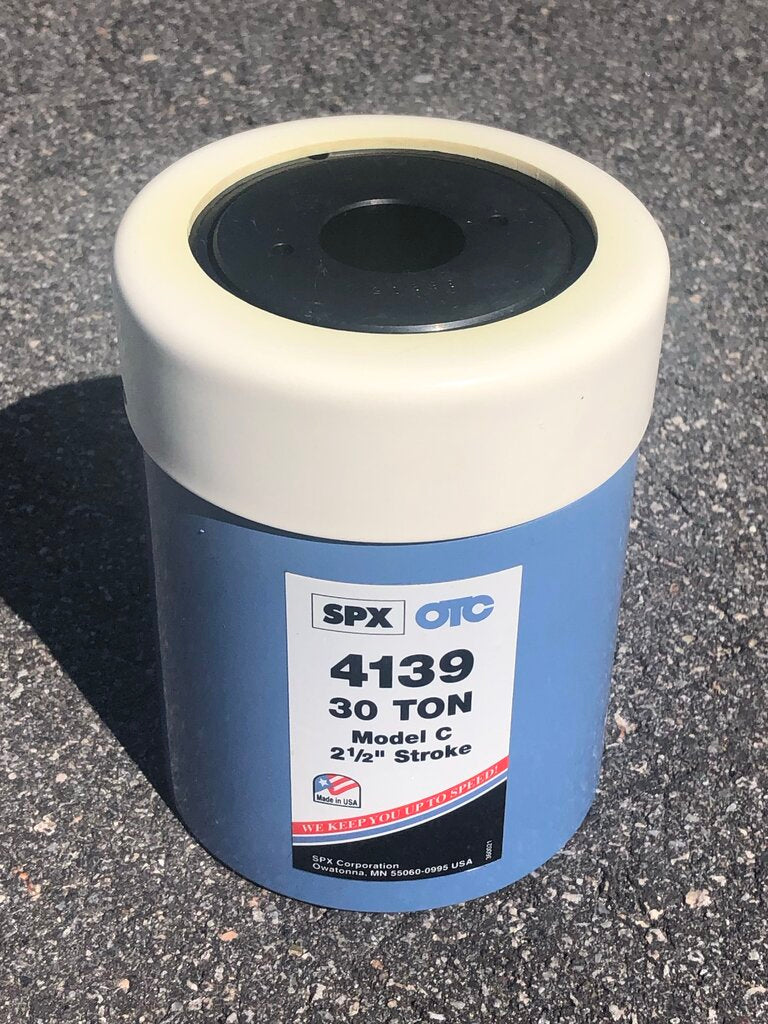 SPX OTC
4139
30 TON
Model C
2½" Stroke
Made in USA
WE KEEP YOU UP TO SPEED!
SPX Corporation
Owatonna, MN 55060-0995 USA
360021